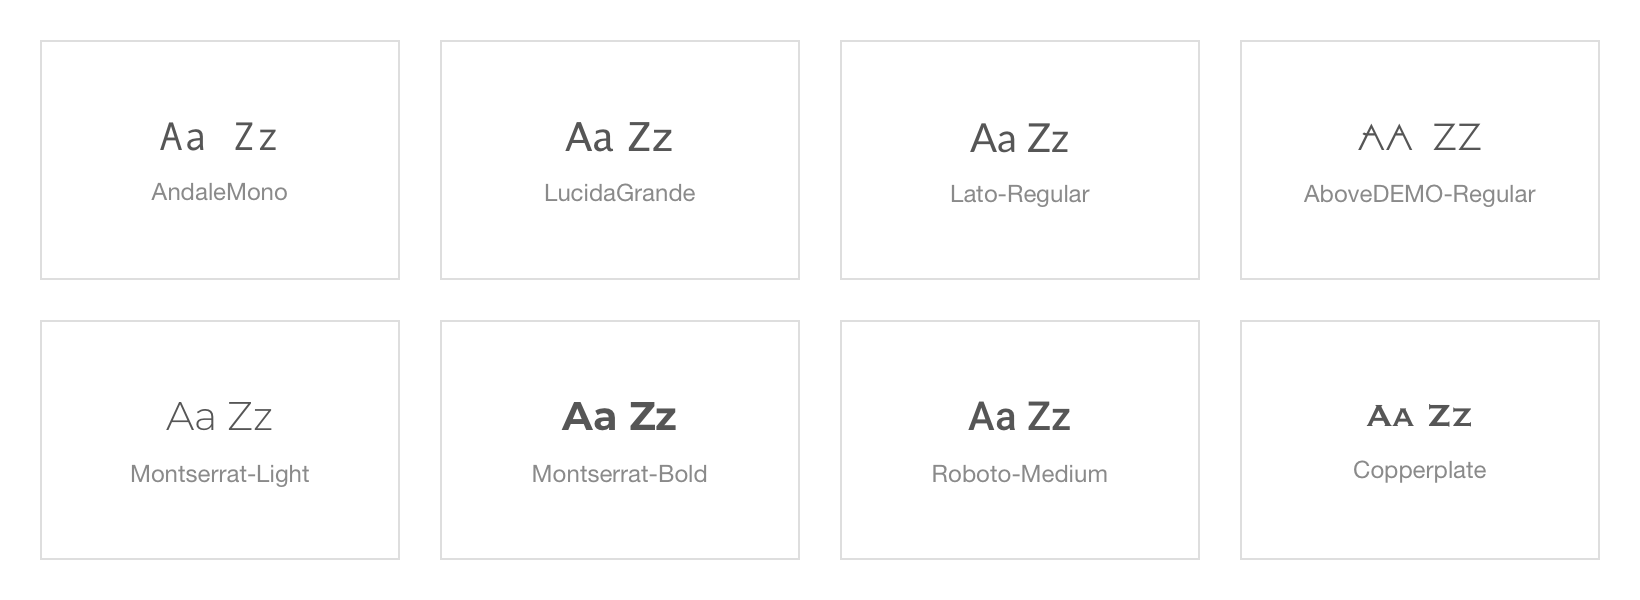 Aa Zz
AndaleMono
Aa Zz
LucidaGrande
Aa Zz
Lato-Regular
AA ZZ
AboveDEMO-Regular
Aa Zz
Montserrat-Light
Aa Zz
Montserrat-Bold
Aa Zz
Roboto-Medium
Aa Zz
Copperplate